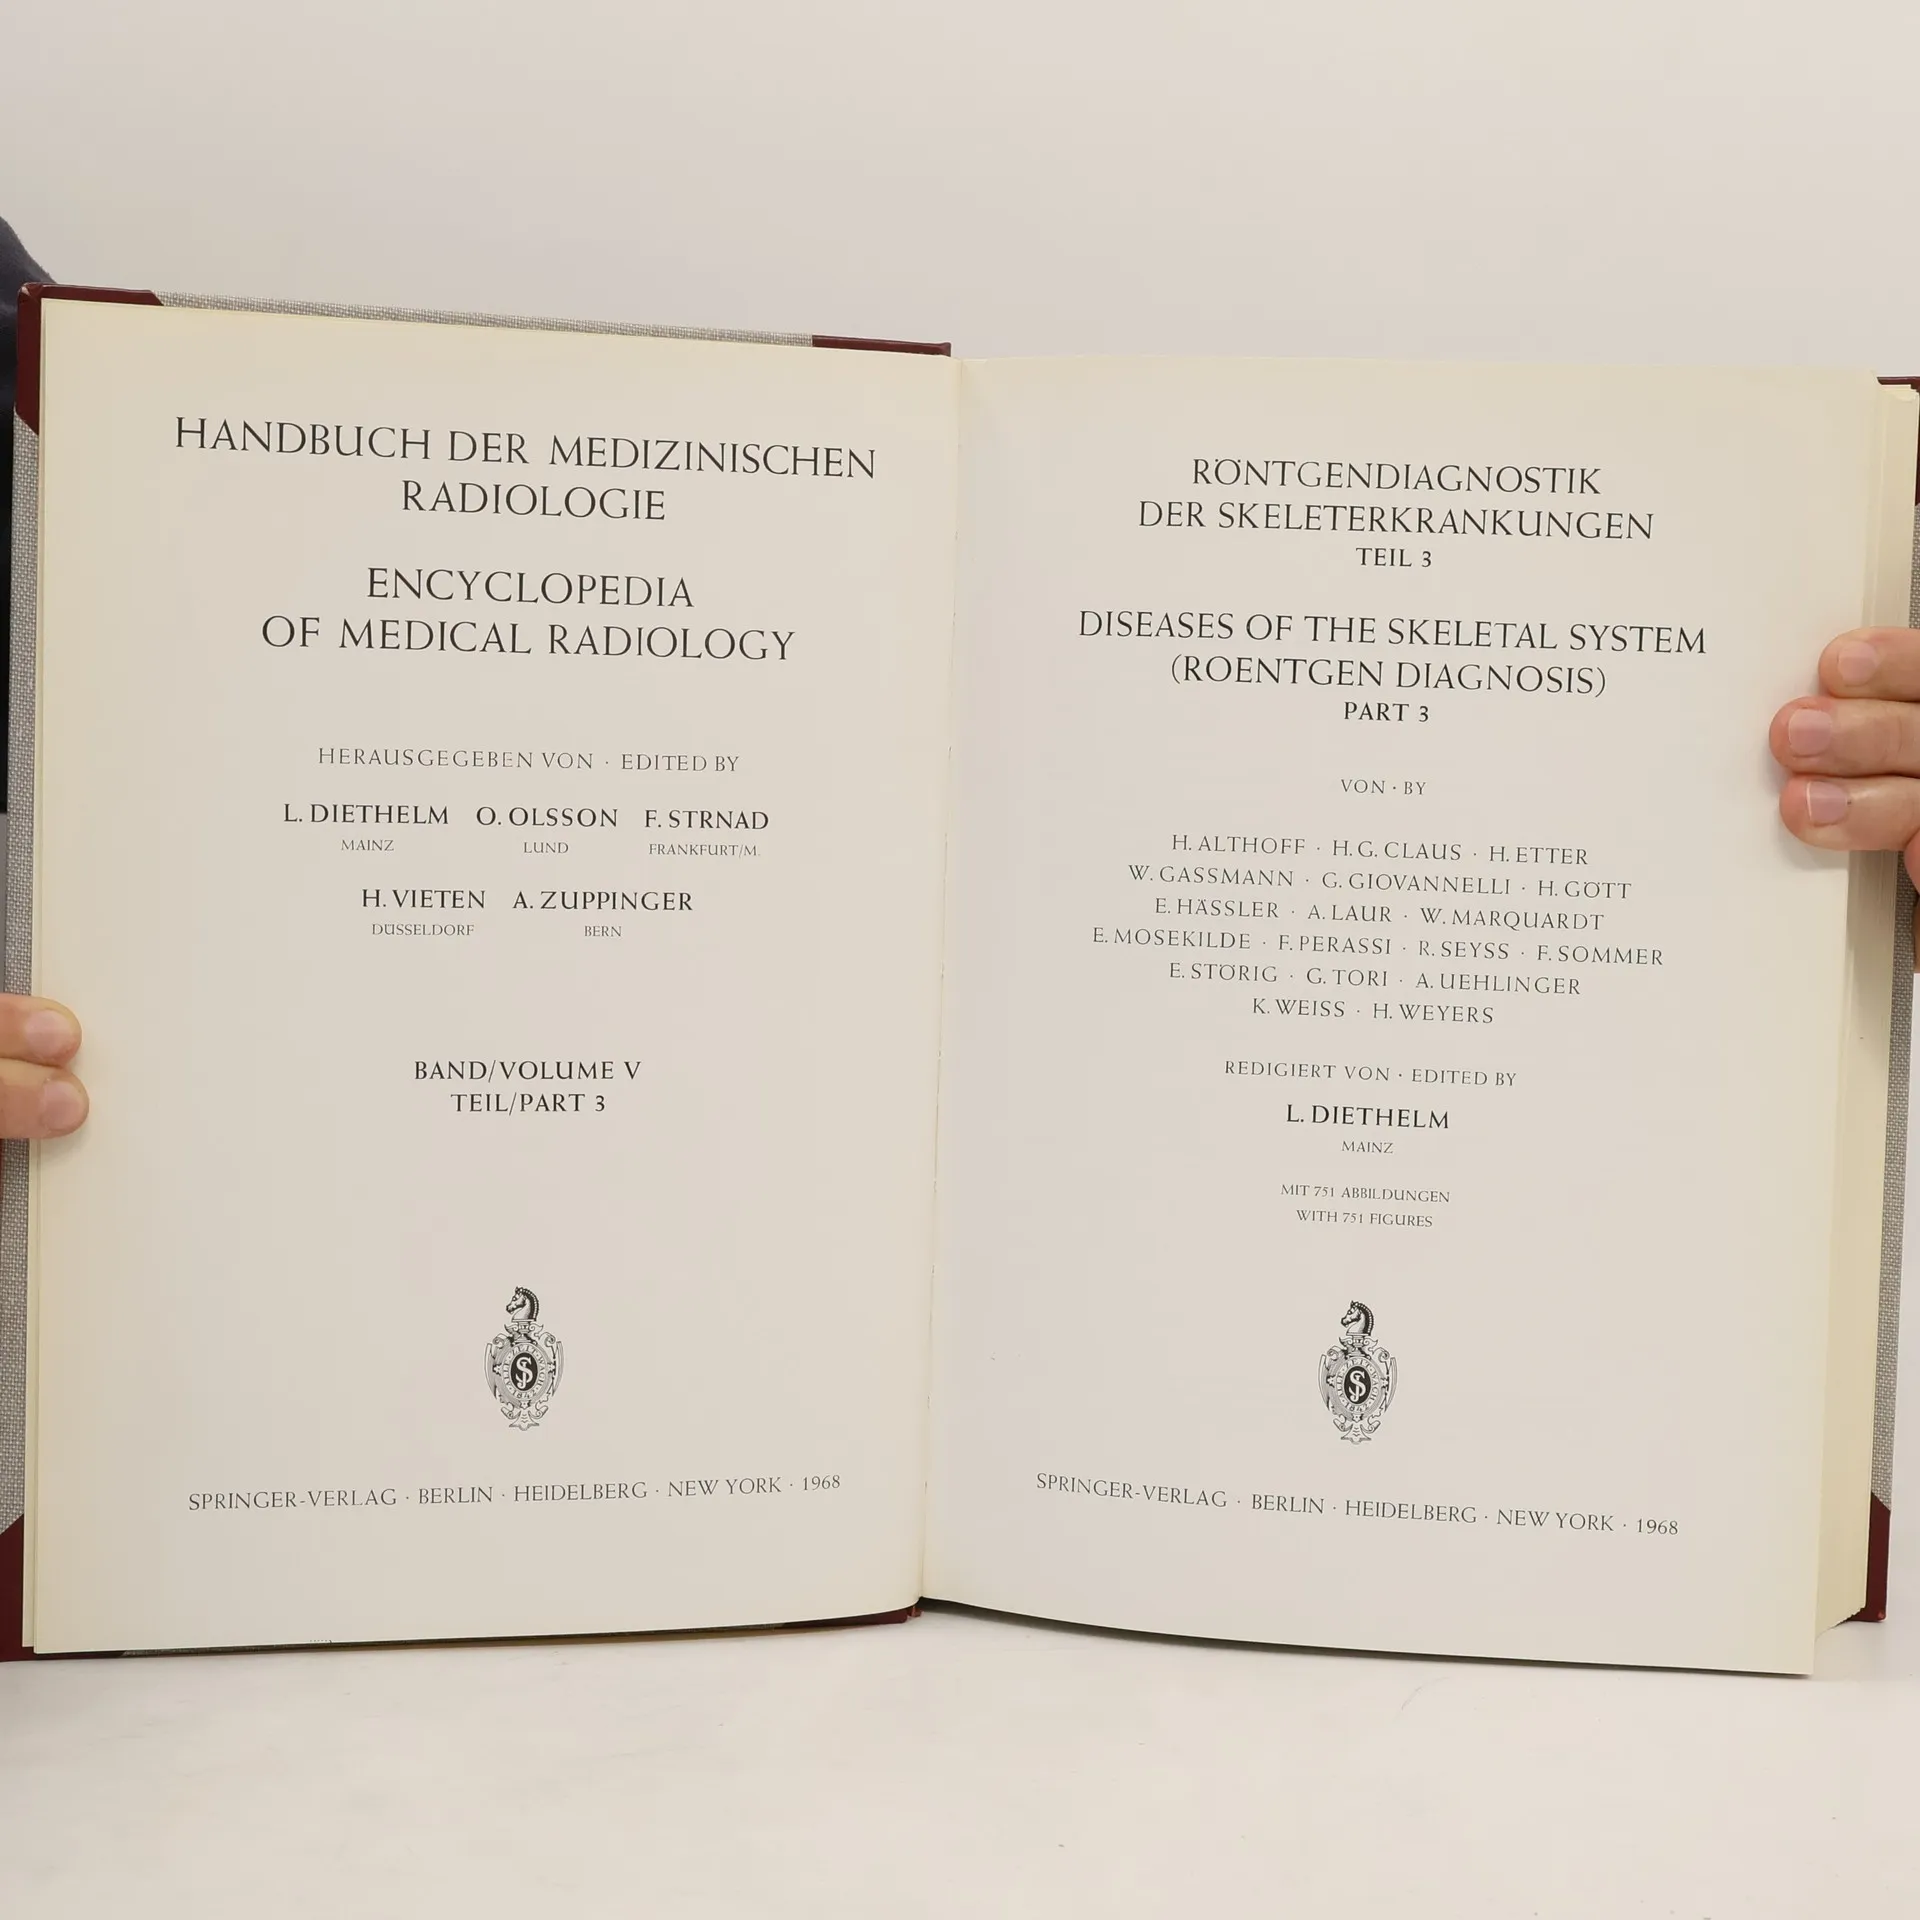 HANDBUCH DER MEDIZINISCHEN
RADIOLOGIE
ENCYCLOPEDIA
OF MEDICAL RADIOLOGY
HERAUSGEGEBEN VON · EDITED BY
L. DIETHELM O. OLSSON F. STRNAD
MAINZ LUND FRANKFURT/M.
H. VIETEN A. ZUPPINGER
DÜSSELDORF BERN
BAND/VOLUME V
TEIL/PART 3
SPRINGER-VERLAG · BERLIN · HEIDELBERG · NEW YORK · 1968
RÖNTGENDIAGNOSTIK
DER SKELETERKRANKUNGEN
TEIL 3
DISEASES OF THE SKELETAL SYSTEM
(ROENTGEN DIAGNOSIS)
PART 3
VON · BY
H. ALTHOFF · H. G. CLAUS · H. ETTER
W. GASSMANN · G. GIOVANNELLI · H. GÖTT
E. HÄSSLER · A. LAUR · W. MARQUARDT
E. MOSEKILDE · F. PERASSI · R. SEYSS · F. SOMMER
E. STÖRIG · G. TORI · A. UEHLINGER
K. WEISS · H. WEYERS
REDIGIERT VON · EDITED BY
L. DIETHELM
MAINZ
MIT 751 ABBILDUNGEN
WITH 751 FIGURES
SPRINGER-VERLAG · BERLIN · HEIDELBERG · NEW YORK · 1968